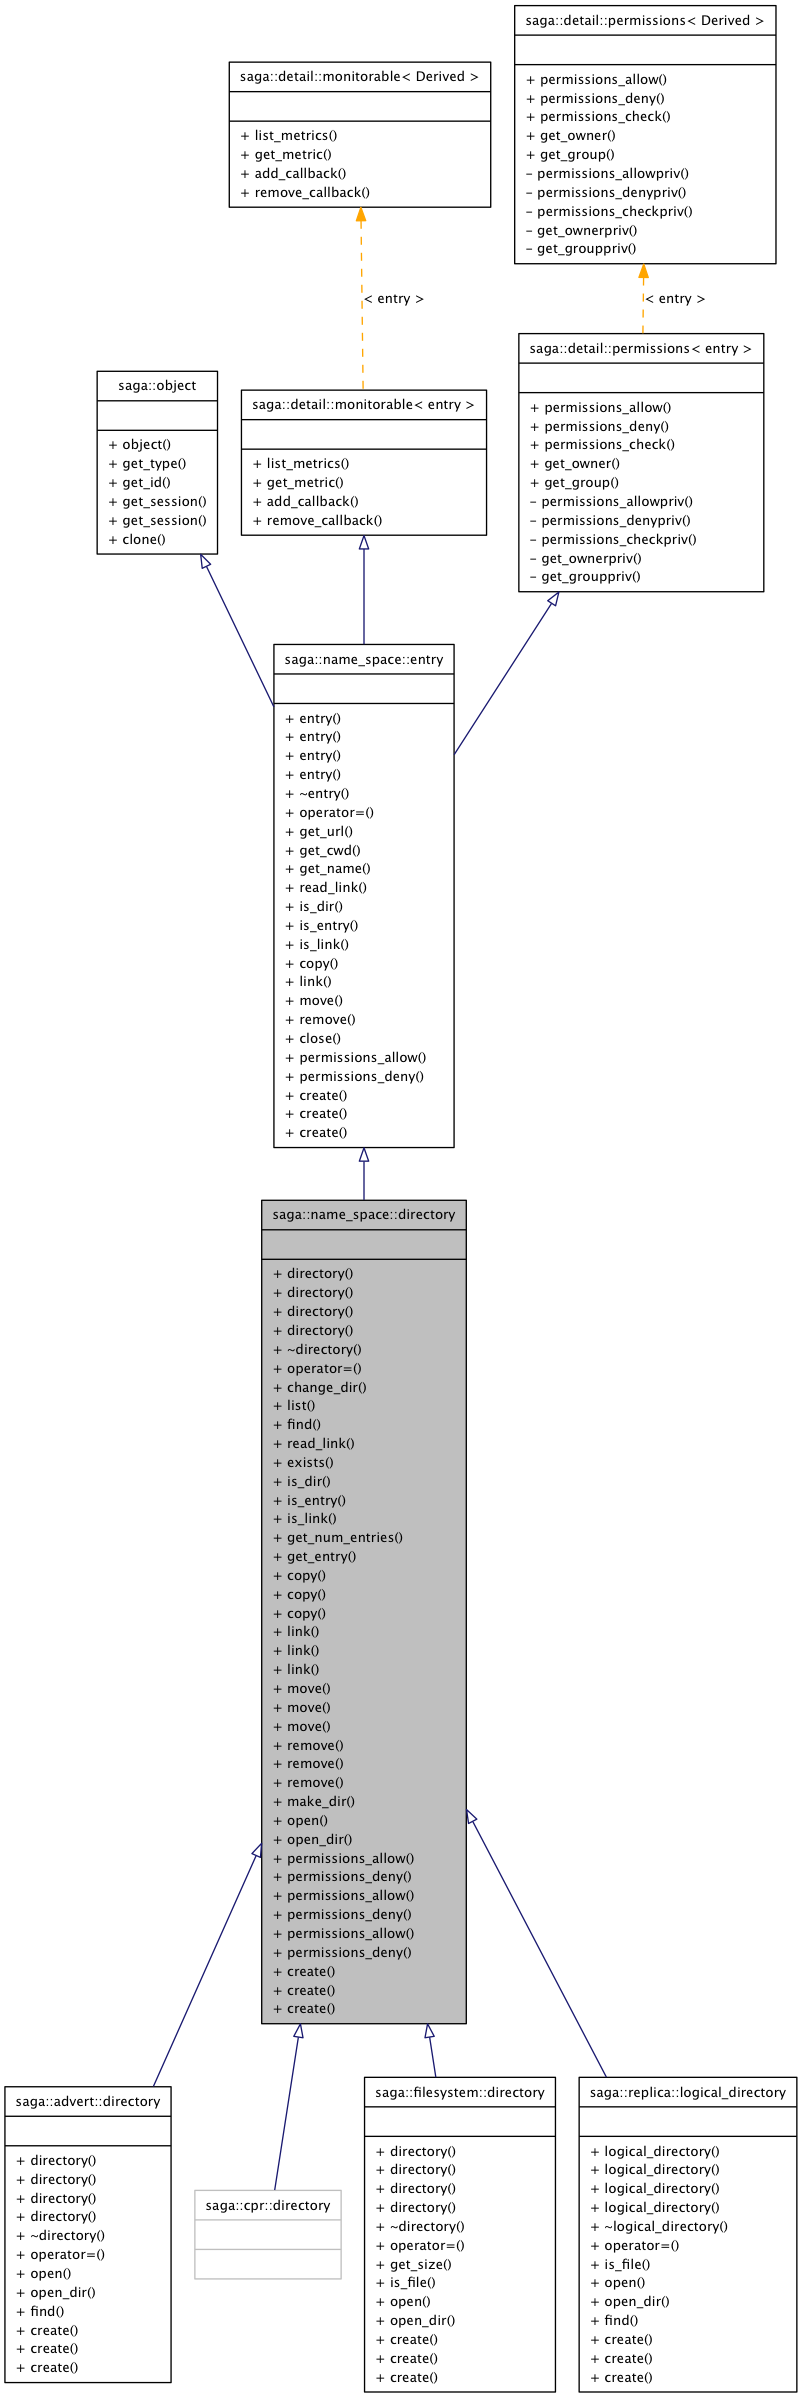 saga::detail::permissions< Derived >
+ permissions_allow()
+ permissions_deny()
+ permissions_check()
+ get_owner()
+ get_group()
– permissions_allowpriv()
– permissions_denypriv()
– permissions_checkpriv()
– get_ownerpriv()
– get_grouppriv()
saga::detail::monitorable< Derived >
+ list_metrics()
+ get_metric()
+ add_callback()
+ remove_callback()
< entry >
< entry >
saga::detail::permissions< entry >
+ permissions_allow()
+ permissions_deny()
+ permissions_check()
+ get_owner()
+ get_group()
– permissions_allowpriv()
– permissions_denypriv()
– permissions_checkpriv()
– get_ownerpriv()
– get_grouppriv()
saga::object
+ object()
+ get_type()
+ get_id()
+ get_session()
+ get_session()
+ clone()
saga::detail::monitorable< entry >
+ list_metrics()
+ get_metric()
+ add_callback()
+ remove_callback()
saga::name_space::entry
+ entry()
+ entry()
+ entry()
+ entry()
+ ~entry()
+ operator=()
+ get_url()
+ get_cwd()
+ get_name()
+ read_link()
+ is_dir()
+ is_entry()
+ is_link()
+ copy()
+ link()
+ move()
+ remove()
+ close()
+ permissions_allow()
+ permissions_deny()
+ create()
+ create()
+ create()
saga::name_space::directory
+ directory()
+ directory()
+ directory()
+ directory()
+ ~directory()
+ operator=()
+ change_dir()
+ list()
+ find()
+ read_link()
+ exists()
+ is_dir()
+ is_entry()
+ is_link()
+ get_num_entries()
+ get_entry()
+ copy()
+ copy()
+ copy()
+ link()
+ link()
+ link()
+ move()
+ move()
+ move()
+ remove()
+ remove()
+ remove()
+ make_dir()
+ open()
+ open_dir()
+ permissions_allow()
+ permissions_deny()
+ permissions_allow()
+ permissions_deny()
+ permissions_allow()
+ permissions_deny()
+ create()
+ create()
+ create()
saga::advert::directory
+ directory()
+ directory()
+ directory()
+ directory()
+ ~directory()
+ operator=()
+ open()
+ open_dir()
+ find()
+ create()
+ create()
+ create()
saga::cpr::directory
saga::filesystem::directory
+ directory()
+ directory()
+ directory()
+ directory()
+ ~directory()
+ operator=()
+ get_size()
+ is_file()
+ open()
+ open_dir()
+ create()
+ create()
+ create()
saga::replica::logical_directory
+ logical_directory()
+ logical_directory()
+ logical_directory()
+ logical_directory()
+ ~logical_directory()
+ operator=()
+ is_file()
+ open()
+ open_dir()
+ find()
+ create()
+ create()
+ create()